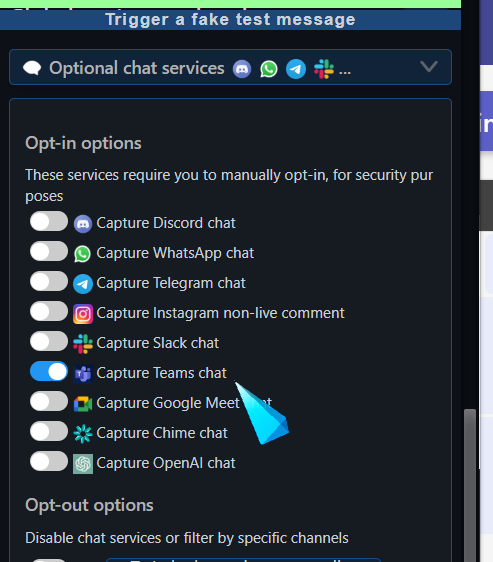 Trigger a fake test message
Optional chat services ...
Opt-in options
These services require you to manually opt-in, for security pur
poses
Capture Discord chat
Capture WhatsApp chat
Capture Telegram chat
Capture Instagram non-live comment
Capture Slack chat
Capture Teams chat
Capture Google Meet
Capture Chime chat
Capture OpenAI chat
Opt-out options
Disable chat services or filter by specific channels